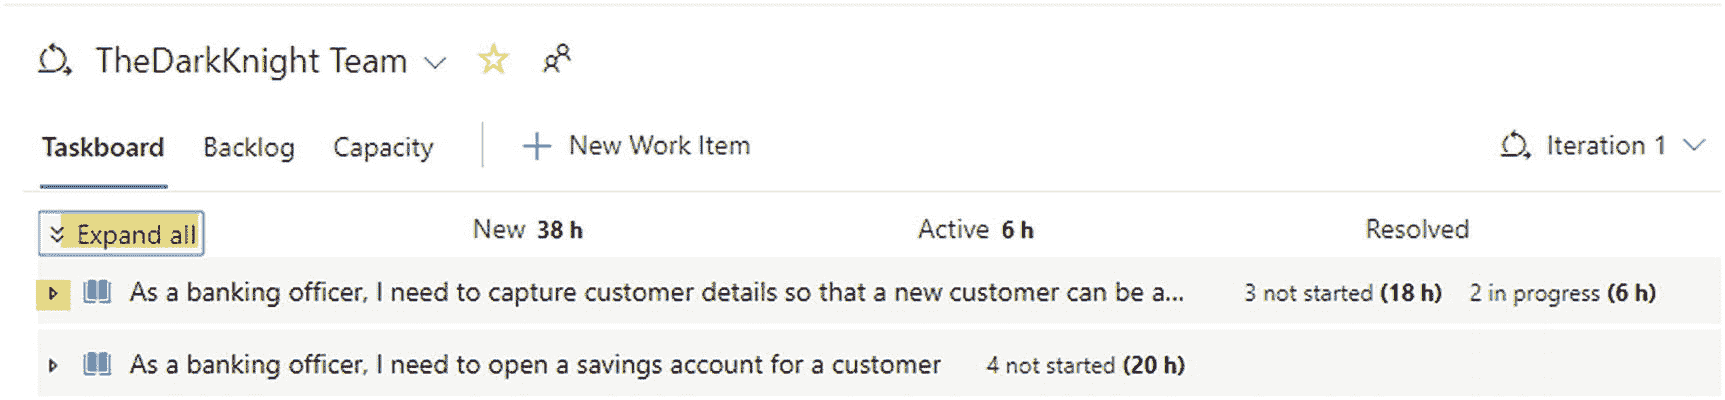 TheDarkKnight Team
Taskboard Backlog Capacity New Work Item Iteration 1
Expand all New 38 h Active 6 h Resolved
As a banking officer, I need to capture customer details so that a new customer can be a... 3 not started (18 h) 2 in progress (6 h)
As a banking officer, I need to open a savings account for a customer 4 not started (20 h)